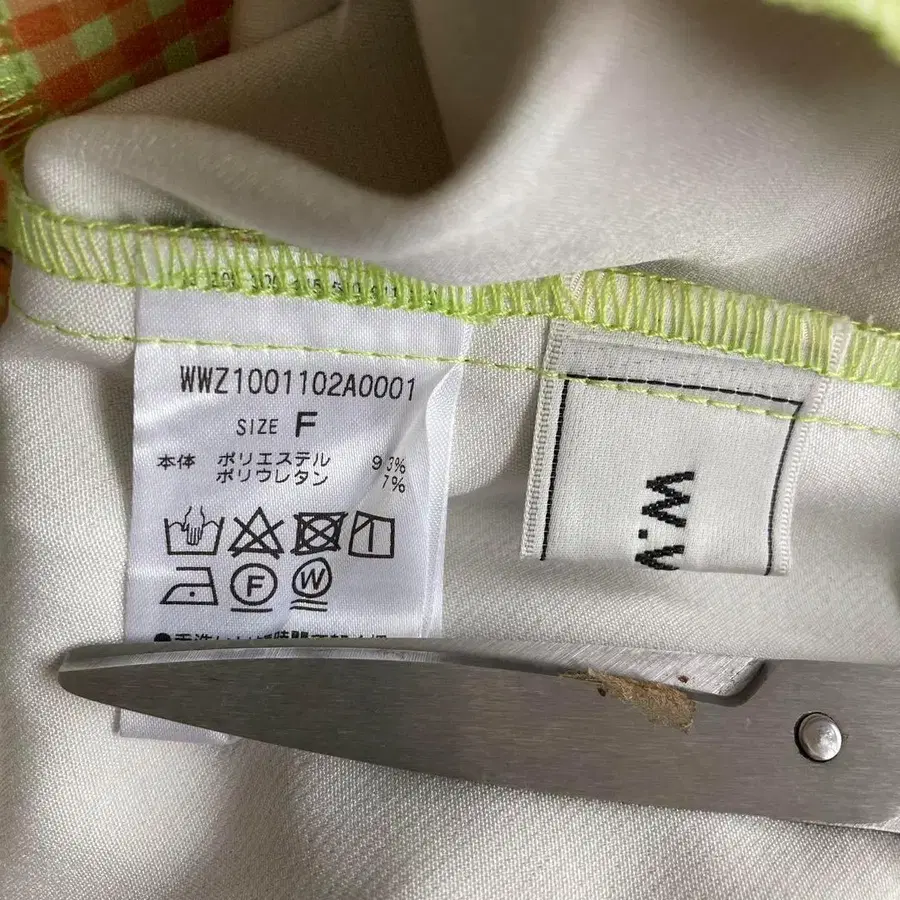 WWZ1001102A0001
SIZE F
本体 ポリエステル 93%
ポリウレタン 7%
F W
W.V